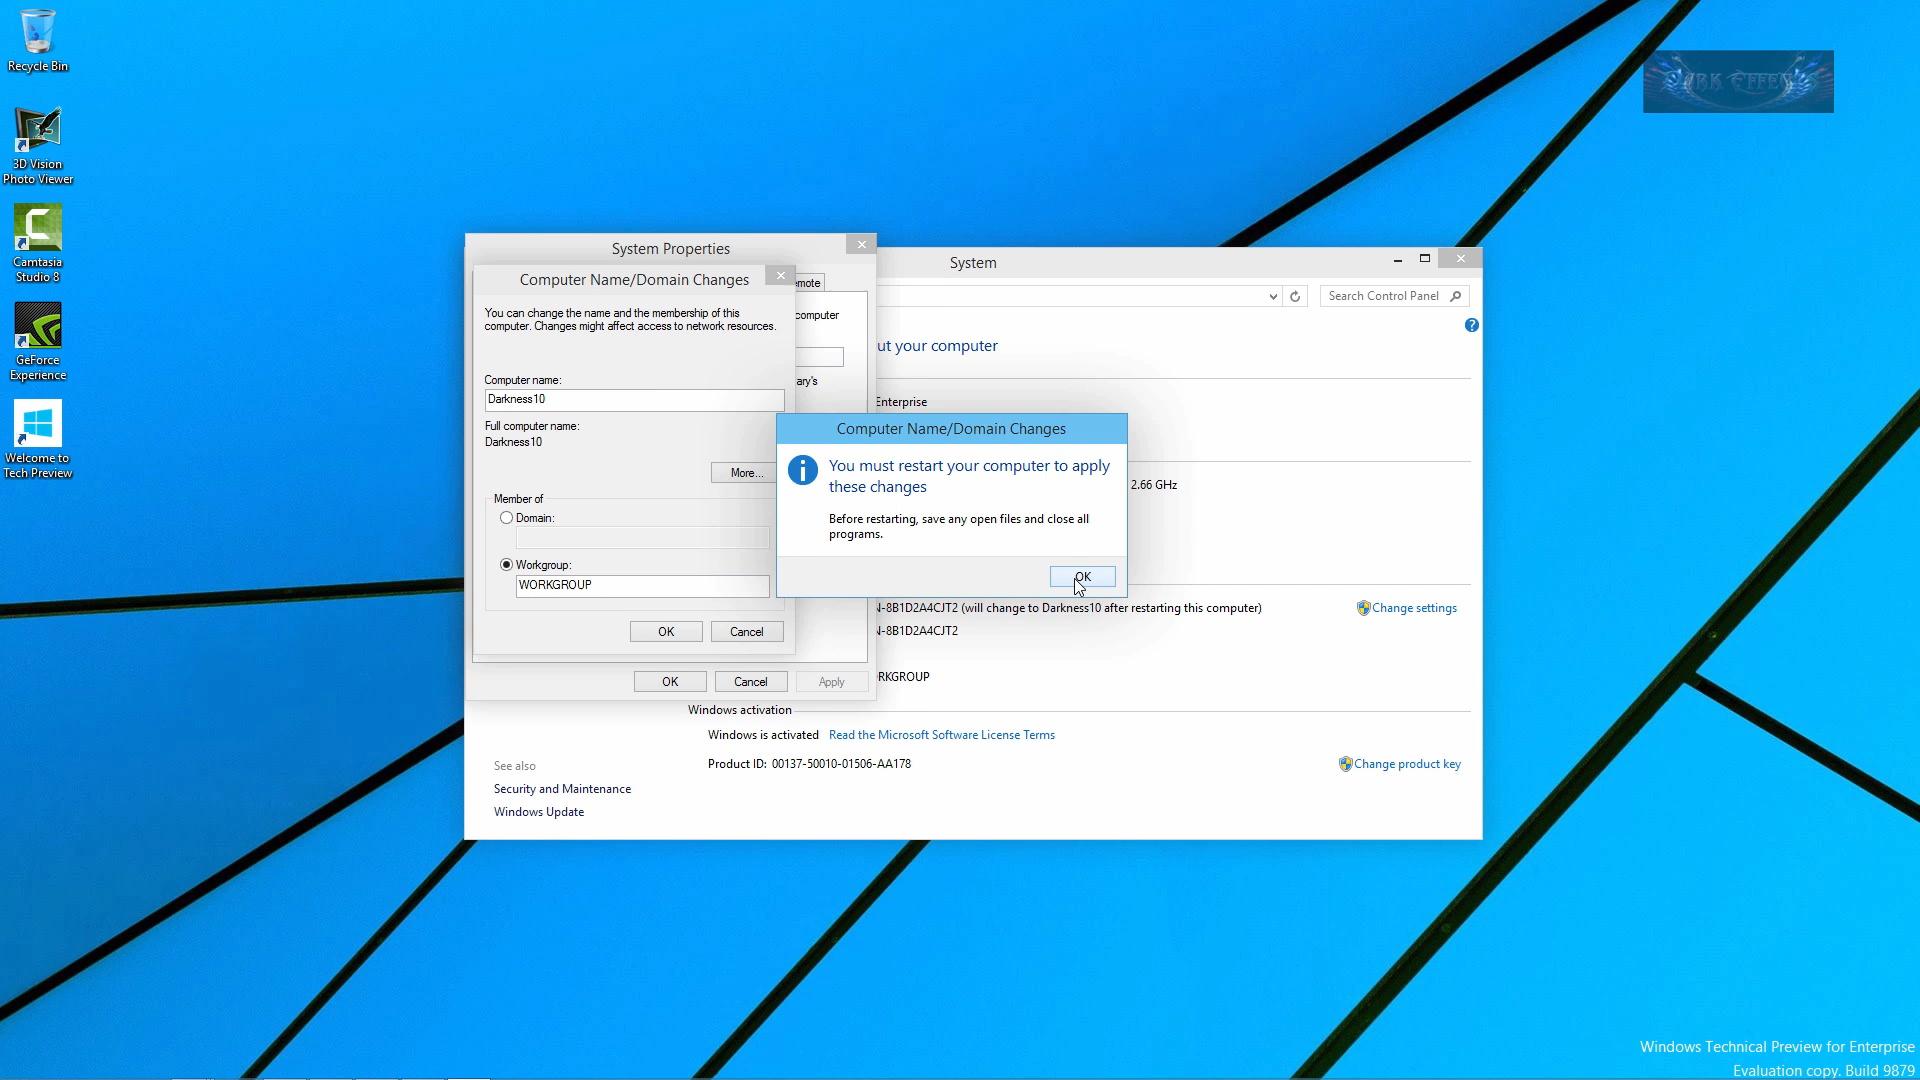 Recycle Bin
3D Vision
Photo Viewer
Camtasia
Studio 8
GeForce
Experience
Welcome to
Tech Preview
System Properties
Computer Name/Domain Changes
You can change the name and the membership of this
computer. Changes might affect access to network resources.
Computer name:
Darkness10
Full computer name:
Darkness10
More...
Member of
Domain:
Workgroup:
WORKGROUP
OK
Cancel
emote
computer
ary's
OK
Cancel
Apply
Computer Name/Domain Changes
You must restart your computer to apply
these changes
Before restarting, save any open files and close all
programs.
OK
System
Search Control Panel
ut your computer
Enterprise
2.66 GHz
N-8B1D2A4CJT2 (will change to Darkness10 after restarting this computer)
Change settings
N-8B1D2A4CJT2
RKGROUP
Windows activation
Windows is activated Read the Microsoft Software License Terms
Product ID: 00137-50010-01506-AA178
Change product key
See also
Security and Maintenance
Windows Update
Windows Technical Preview for Enterprise
Evaluation copy. Build 9879